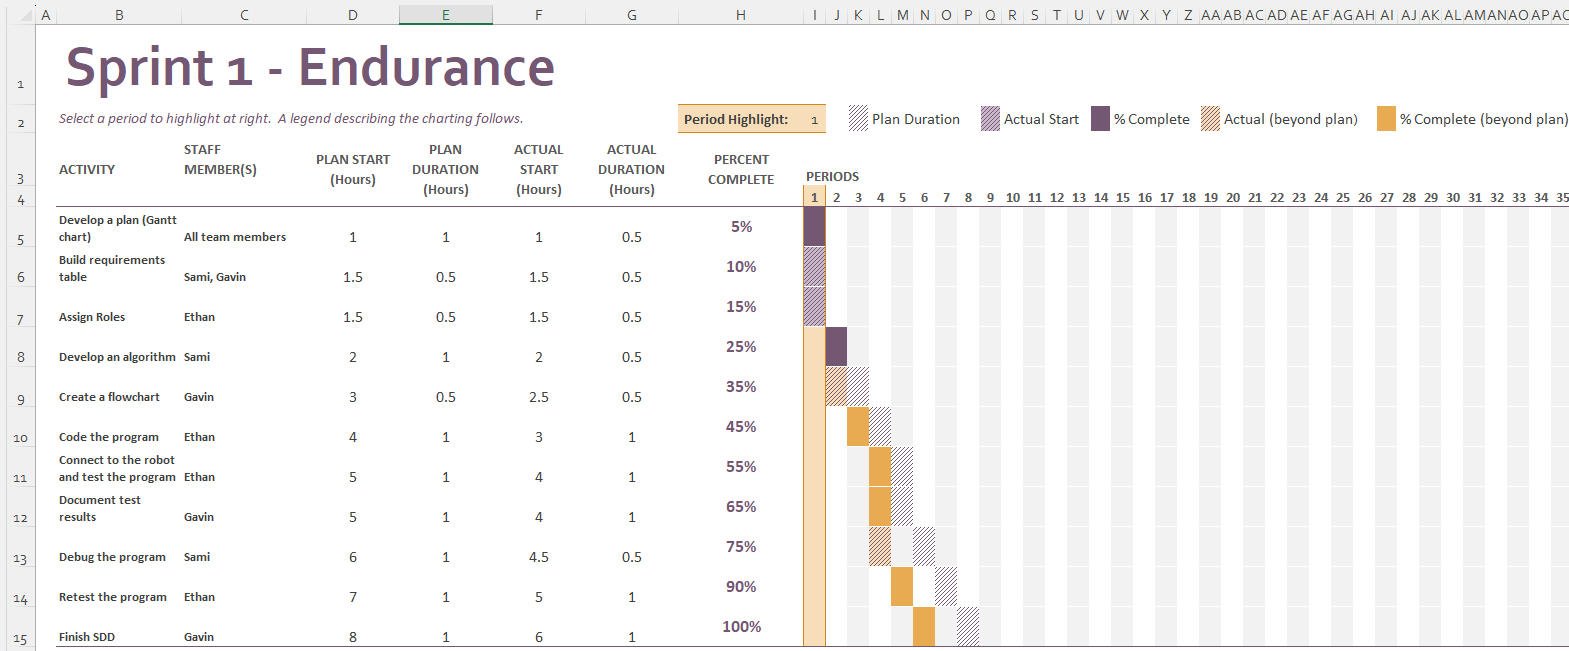 A B C D E F G H I J K L M N O P Q R S T U V W X Y Z AA AB AC AD AE AF AG AH AI AJ AK AL AM AN AO AP
1 Sprint 1 - Endurance
2 Select a period to highlight at right.  A legend describing the charting follows. Period Highlight: 1 Plan Duration Actual Start % Complete Actual (beyond plan) % Complete (beyond plan)
STAFF PLAN ACTUAL ACTUAL
ACTIVITY MEMBER(S) PLAN START DURATION START DURATION PERCENT
3 (Hours) (Hours) (Hours) (Hours) COMPLETE PERIODS
4 1 2 3 4 5 6 7 8 9 10 11 12 13 14 15 16 17 18 19 20 21 22 23 24 25 26 27 28 29 30 31 32 33 34 35
Develop a plan (Gantt
5 chart) All team members 1 1 1 0.5 5%
Build requirements
6 table Sami, Gavin 1.5 0.5 1.5 0.5 10%
7 Assign Roles Ethan 1.5 0.5 1.5 0.5 15%
8 Develop an algorithm Sami 2 1 2 0.5 25%
9 Create a flowchart Gavin 3 0.5 2.5 0.5 35%
10 Code the program Ethan 4 1 3 1 45%
Connect to the robot
11 and test the program Ethan 5 1 4 1 55%
Document test
12 results Gavin 5 1 4 1 65%
13 Debug the program Sami 6 1 4.5 0.5 75%
14 Retest the program Ethan 7 1 5 1 90%
15 Finish SDD Gavin 8 1 6 1 100%